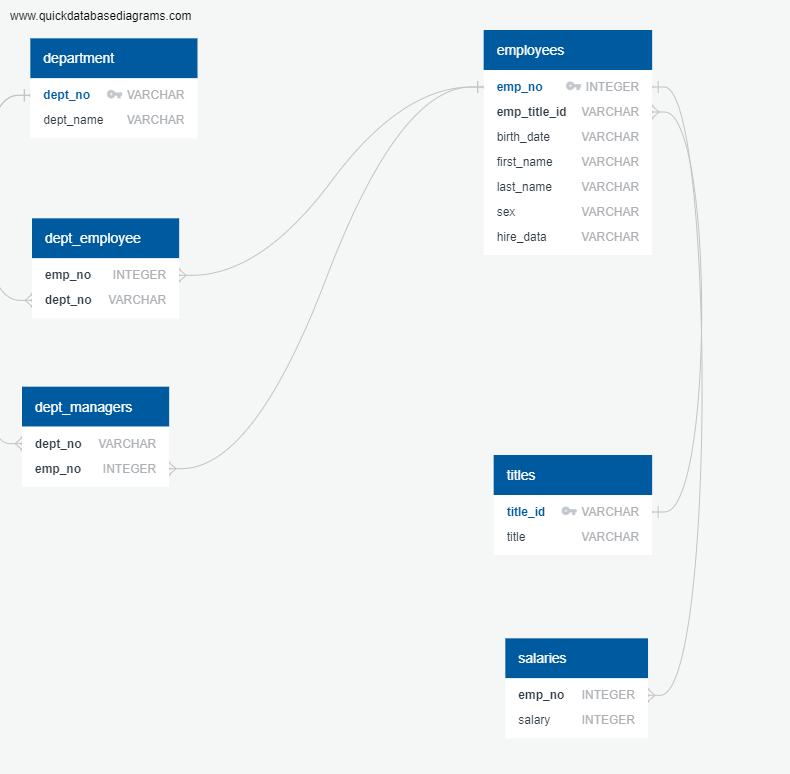 www.quickdatabasediagrams.com
department
dept_no VARCHAR
dept_name VARCHAR
dept_employee
emp_no INTEGER
dept_no VARCHAR
dept_managers
dept_no VARCHAR
emp_no INTEGER
employees
emp_no INTEGER
emp_title_id VARCHAR
birth_date VARCHAR
first_name VARCHAR
last_name VARCHAR
sex VARCHAR
hire_data VARCHAR
titles
title_id VARCHAR
title VARCHAR
salaries
emp_no INTEGER
salary INTEGER